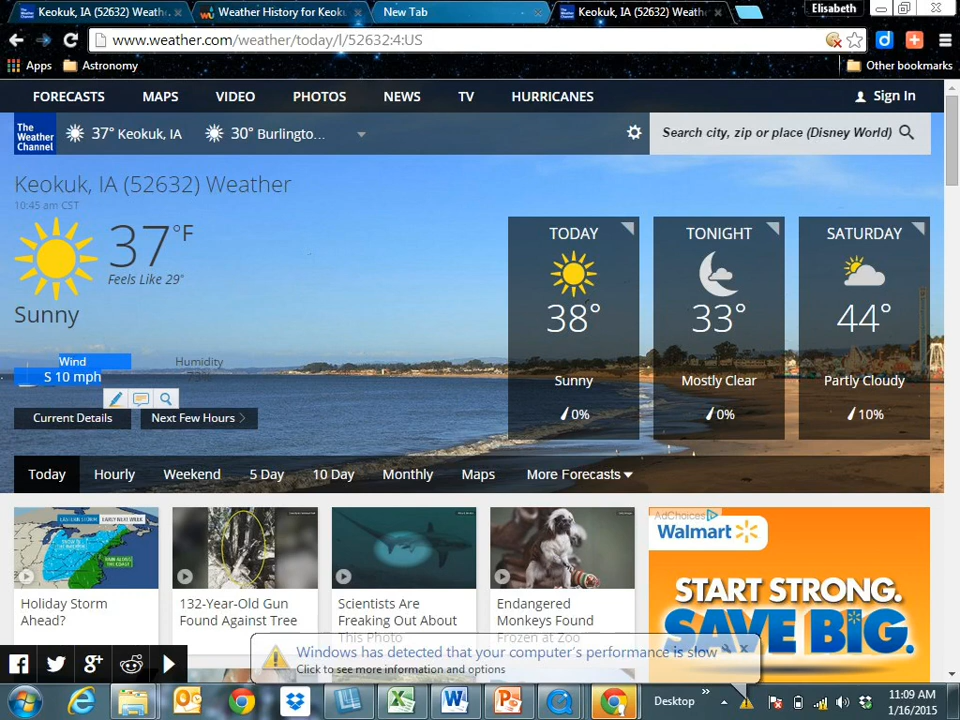 Keokuk, IA (52632) Weath
Weather History for Keoku
New Tab
Keokuk, IA (52632) Weath
Elisabeth
www.weather.com/weather/today/l/52632:4:US
Apps
Astronomy
Other bookmarks
FORECASTS
MAPS
VIDEO
PHOTOS
NEWS
TV
HURRICANES
Sign In
The
Weather
Channel
37° Keokuk, IA
30° Burlingto...
Search city, zip or place (Disney World)
Keokuk, IA (52632) Weather
10:45 am CST
37°F
Feels Like 29°
Sunny
Wind
S 10 mph
Humidity
Current Details
Next Few Hours
TODAY
38°
Sunny
0%
TONIGHT
33°
Mostly Clear
0%
SATURDAY
44°
Partly Cloudy
10%
Today
Hourly
Weekend
5 Day
10 Day
Monthly
Maps
More Forecasts
Holiday Storm
Ahead?
132-Year-Old Gun
Found Against Tree
Scientists Are
Freaking Out About
This Photo
Endangered
Monkeys Found
Frozen at Zoo
AdChoices
Walmart
START STRONG.
SAVE BIG.
Windows has detected that your computer's performance is slow
Click to see more information and options
Desktop
11:09 AM
1/16/2015